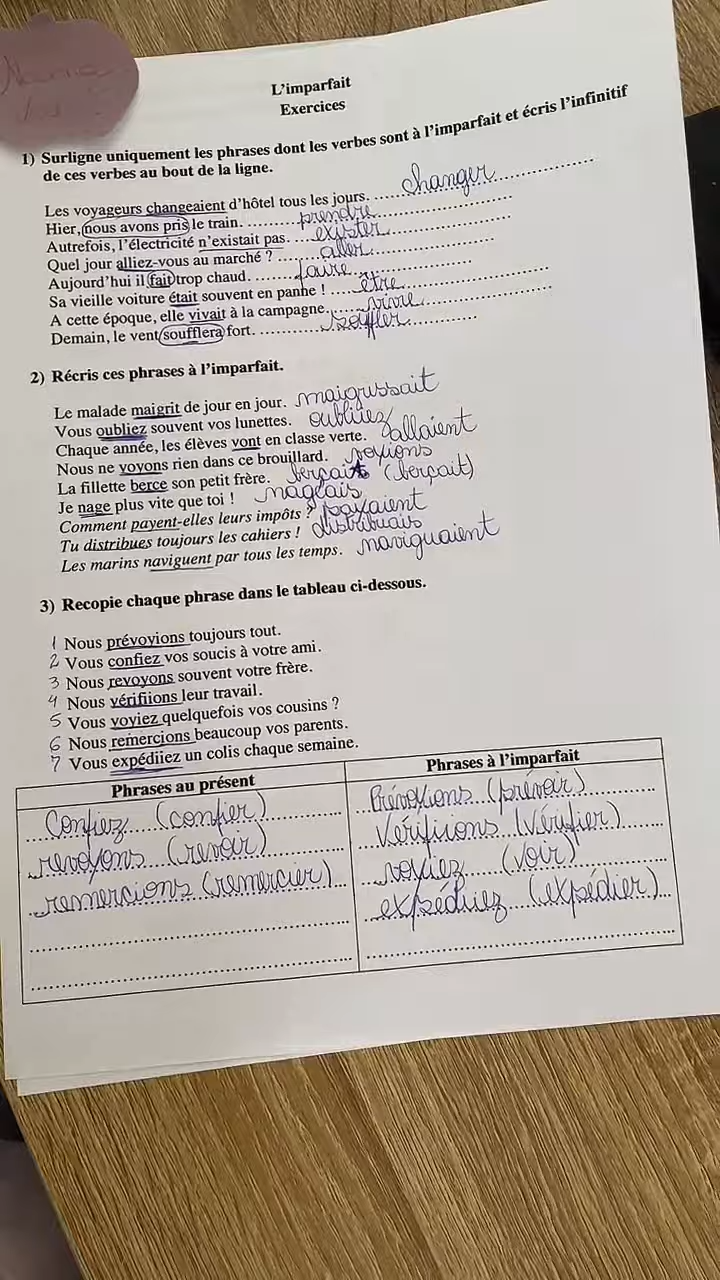 L'imparfait
Exercices
1) Surligne uniquement les phrases dont les verbes sont à l'imparfait et écris l'infinitif
de ces verbes au bout de la ligne.
Les voyageurs changeaient d'hôtel tous les jours. changer
Hier, nous avons pris le train. prendre
Autrefois, l'électricité n'existait pas. exister
Quel jour alliez-vous au marché ? aller
Aujourd'hui il fait trop chaud. faire
Sa vieille voiture était souvent en panne ! être
A cette époque, elle vivait à la campagne. vivre
Demain, le vent soufflera fort. souffler
2) Récris ces phrases à l'imparfait.
Le malade maigrit de jour en jour. maigrissait
Vous oubliez souvent vos lunettes. oubliiez
Chaque année, les élèves vont en classe verte. allaient
Nous ne voyons rien dans ce brouillard. voyions
La fillette berce son petit frère. berçait (berçait)
Je nage plus vite que toi ! nageais
Comment payent-elles leurs impôts ? payaient
Tu distribues toujours les cahiers ! distribuais
Les marins naviguent par tous les temps. naviguaient
3) Recopie chaque phrase dans le tableau ci-dessous.
1 Nous prévoyions toujours tout.
2 Vous confiez vos soucis à votre ami.
3 Nous revoyons souvent votre frère.
4 Nous vérifiions leur travail.
5 Vous voyiez quelquefois vos cousins ?
6 Nous remercions beaucoup vos parents.
7 Vous expédiiez un colis chaque semaine.
Phrases au présent Phrases à l'imparfait
Confiez (confier) Prévoyions (prévoir)
revoyons (revoir) Vérifiions (Vérifier)
remercions (remercier) voyiez (voir)
expédiiez (expédier)